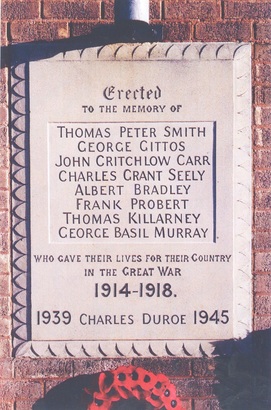 Erected
TO THE MEMORY OF
THOMAS PETER SMITH
GEORGE GITTOS
JOHN CRITCHLOW CARR
CHARLES GRANT SEELY
ALBERT BRADLEY
FRANK PROBERT
THOMAS KILLARNEY
GEORGE BASIL MURRAY
WHO GAVE THEIR LIVES FOR THEIR COUNTRY
IN THE GREAT WAR
1914-1918.
1939 CHARLES DUROE 1945